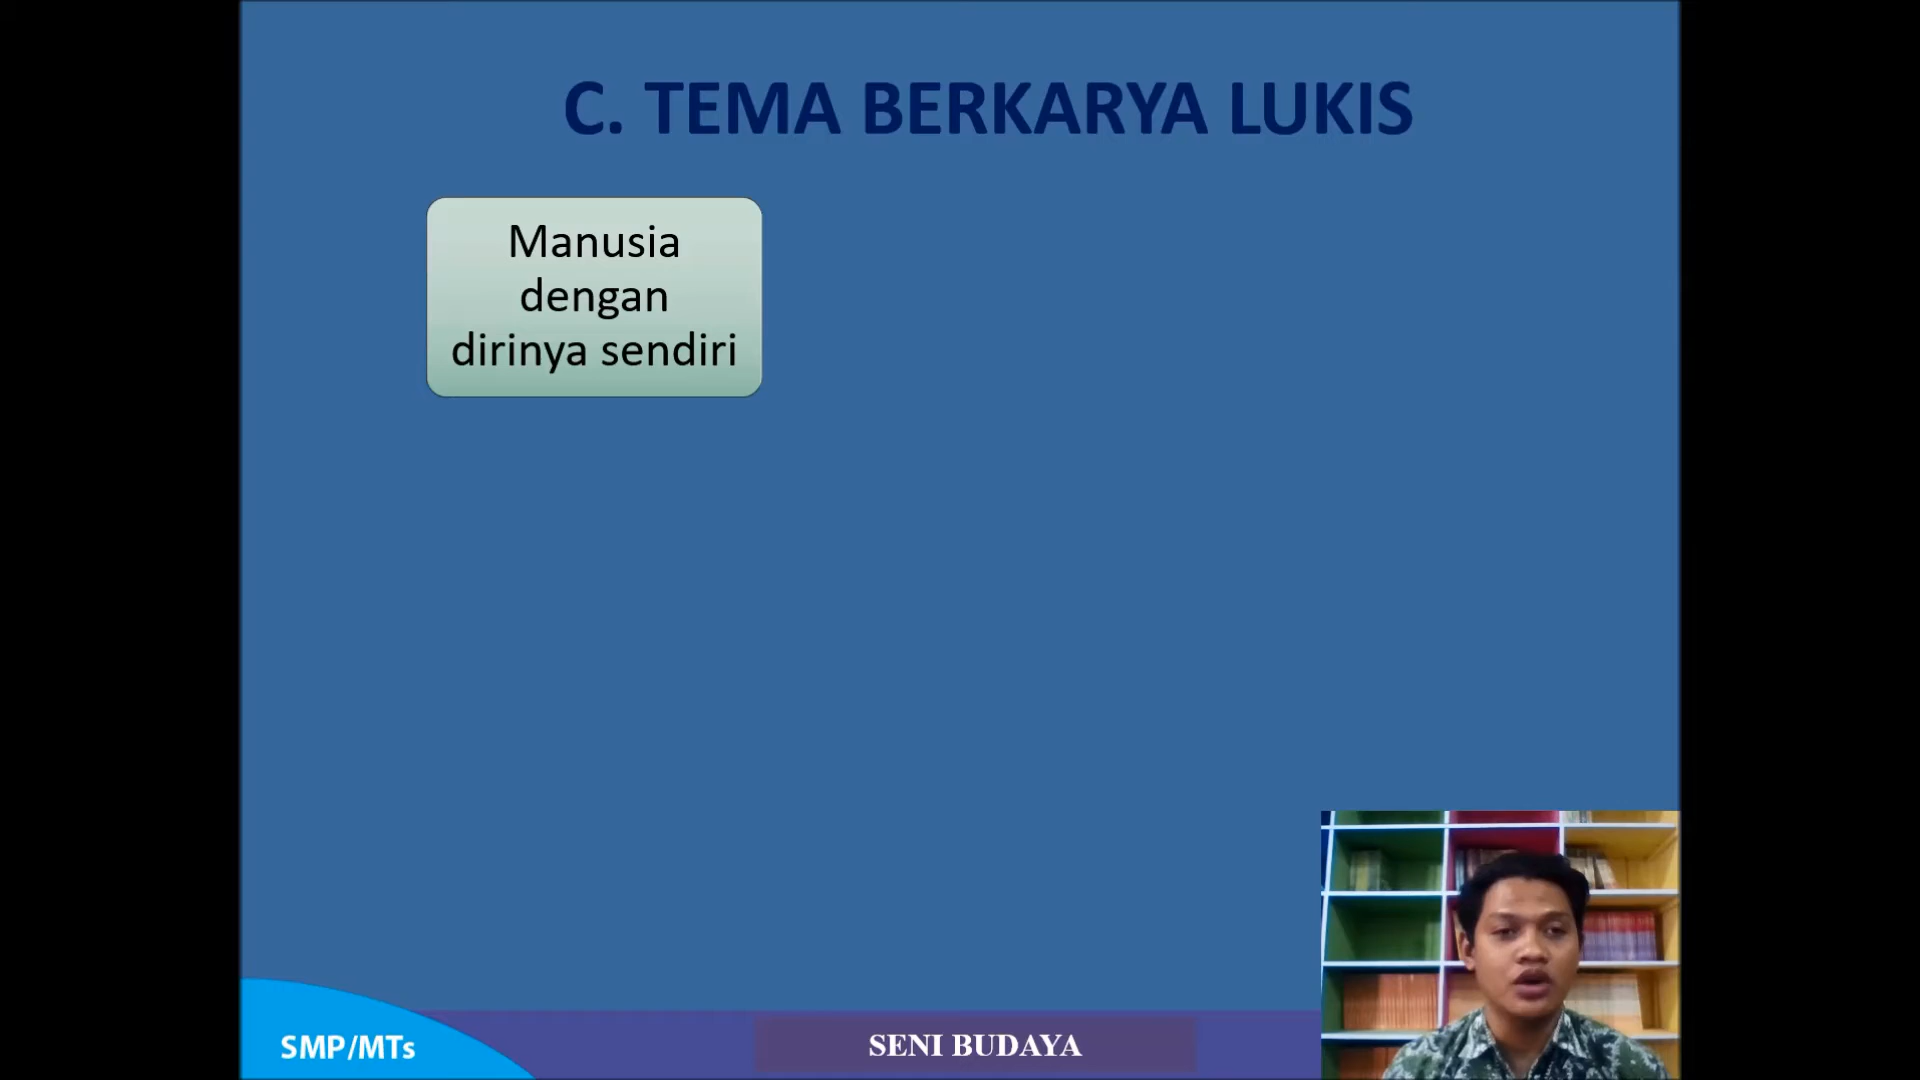 C. TEMA BERKARYA LUKIS
Manusia
dengan
dirinya sendiri
SMP/MTs
SENI BUDAYA